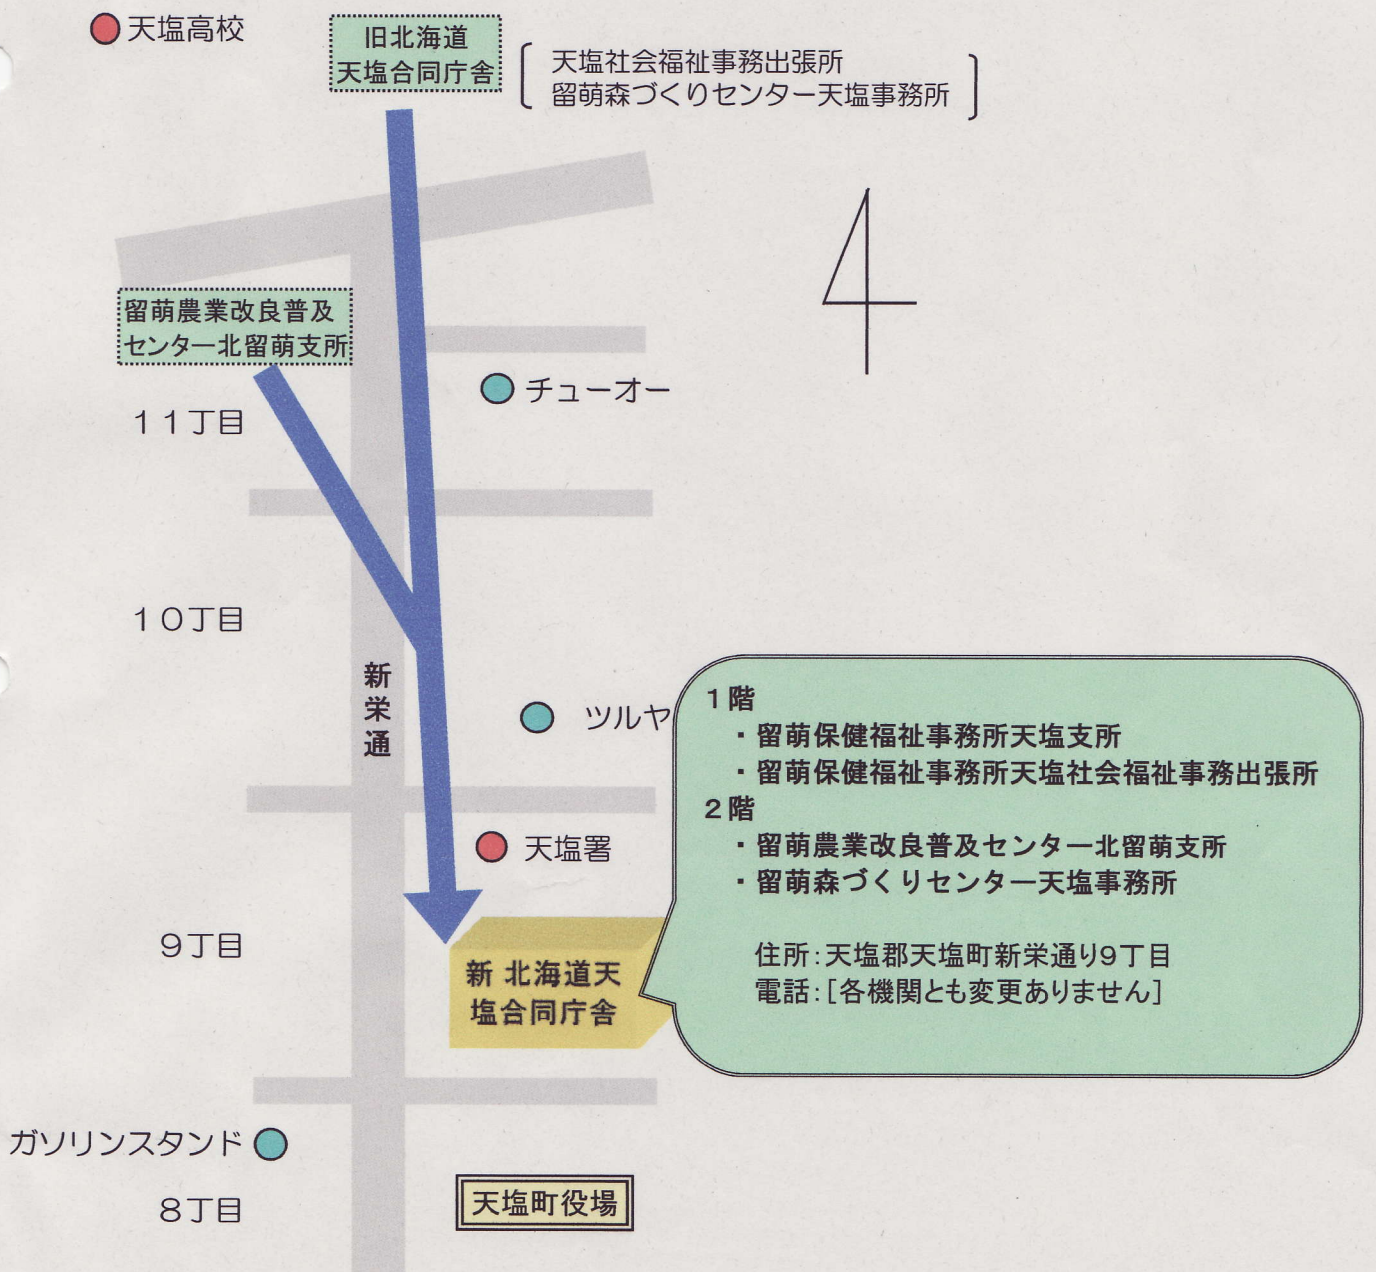 天塩高校
旧北海道
天塩合同庁舎
天塩社会福祉事務出張所
留萌森づくりセンター天塩事務所
留萌農業改良普及
センター北留萌支所
チューオー
11丁目
10丁目
新栄通
ツルヤ
1階
・留萌保健福祉事務所天塩支所
・留萌保健福祉事務所天塩社会福祉事務出張所
2階
・留萌農業改良普及センター北留萌支所
・留萌森づくりセンター天塩事務所
住所:天塩郡天塩町新栄通り9丁目
電話:[各機関とも変更ありません]
天塩署
9丁目
新 北海道天
塩合同庁舎
ガソリンスタンド
8丁目
天塩町役場